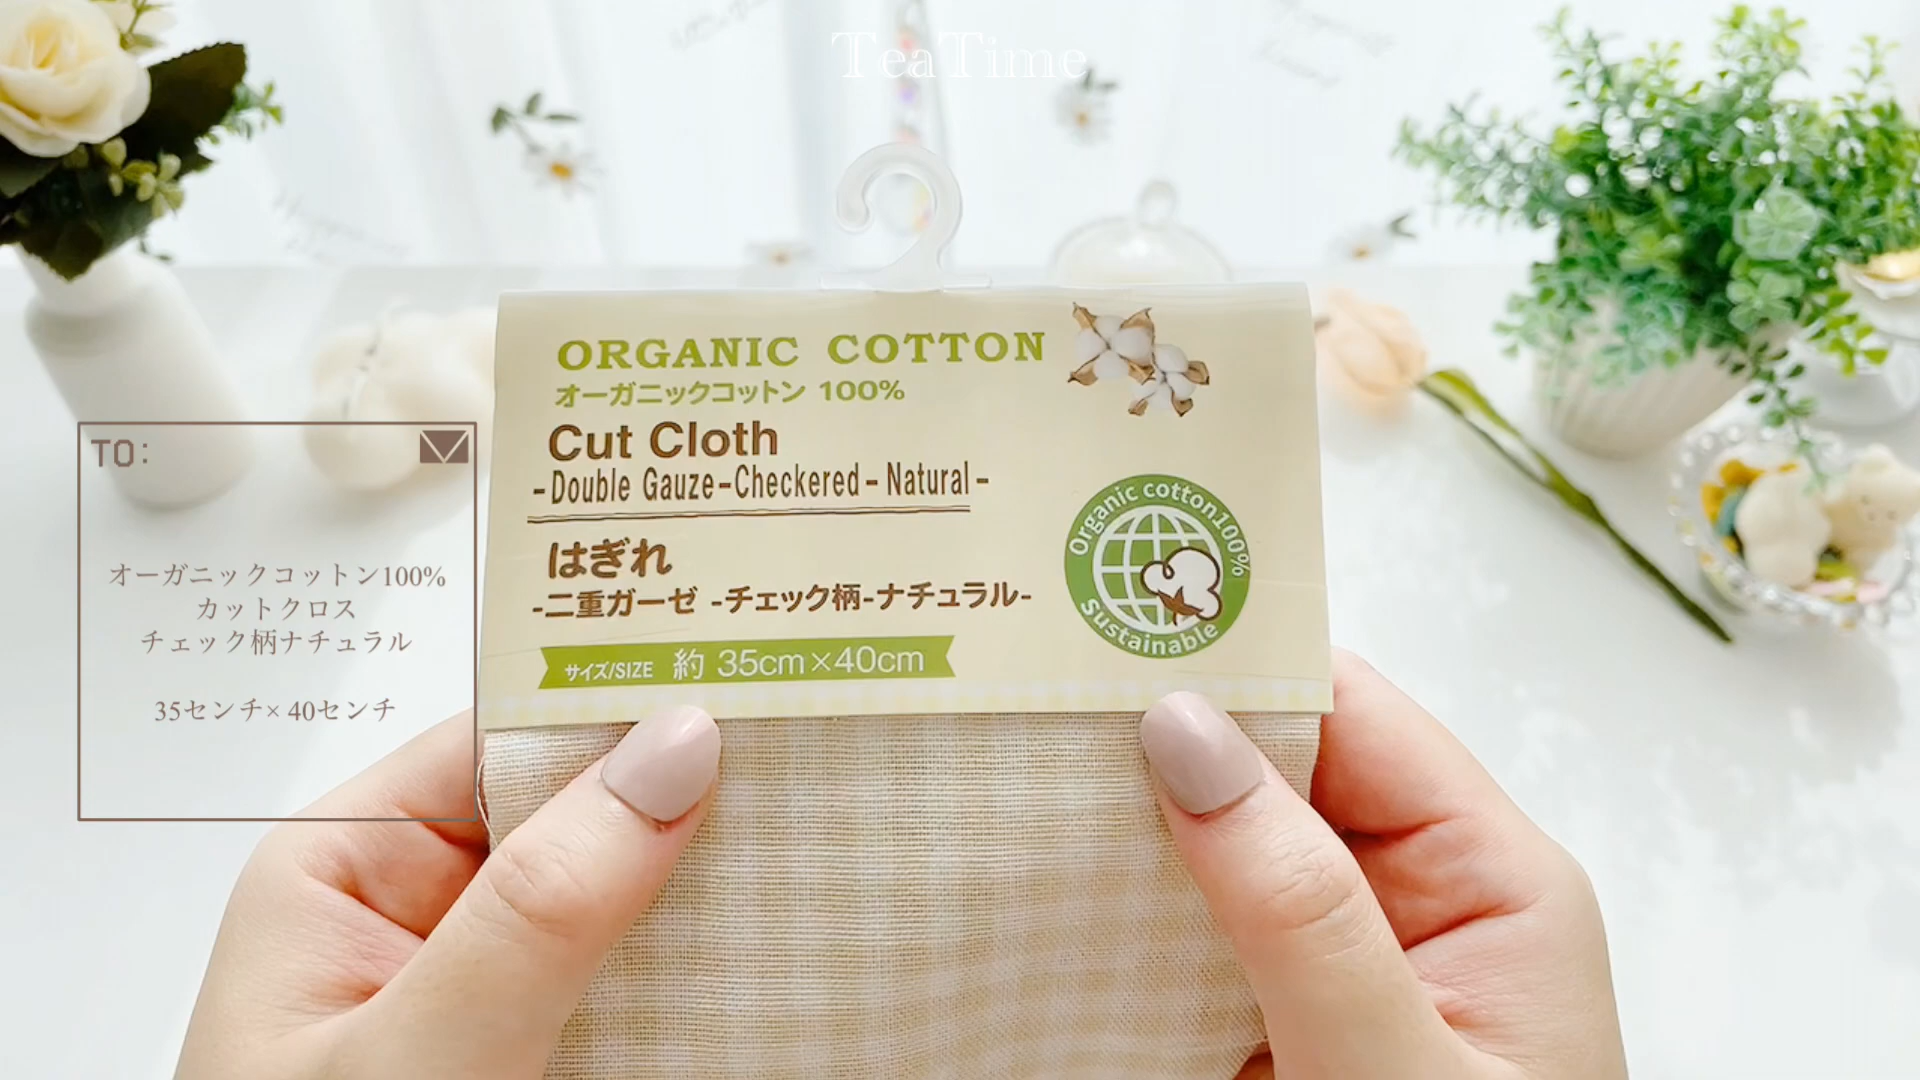 TeaTime
ORGANIC COTTON
オーガニックコットン 100%
Cut Cloth
-Double Gauze-Checkered-Natural-
はぎれ
-二重ガーゼ -チェック柄-ナチュラル-
サイズ/SIZE 約 35cm×40cm
Organic cotton100%
Sustainable
TO:
オーガニックコットン100%
カットクロス
チェック柄ナチュラル
35センチ×40センチ